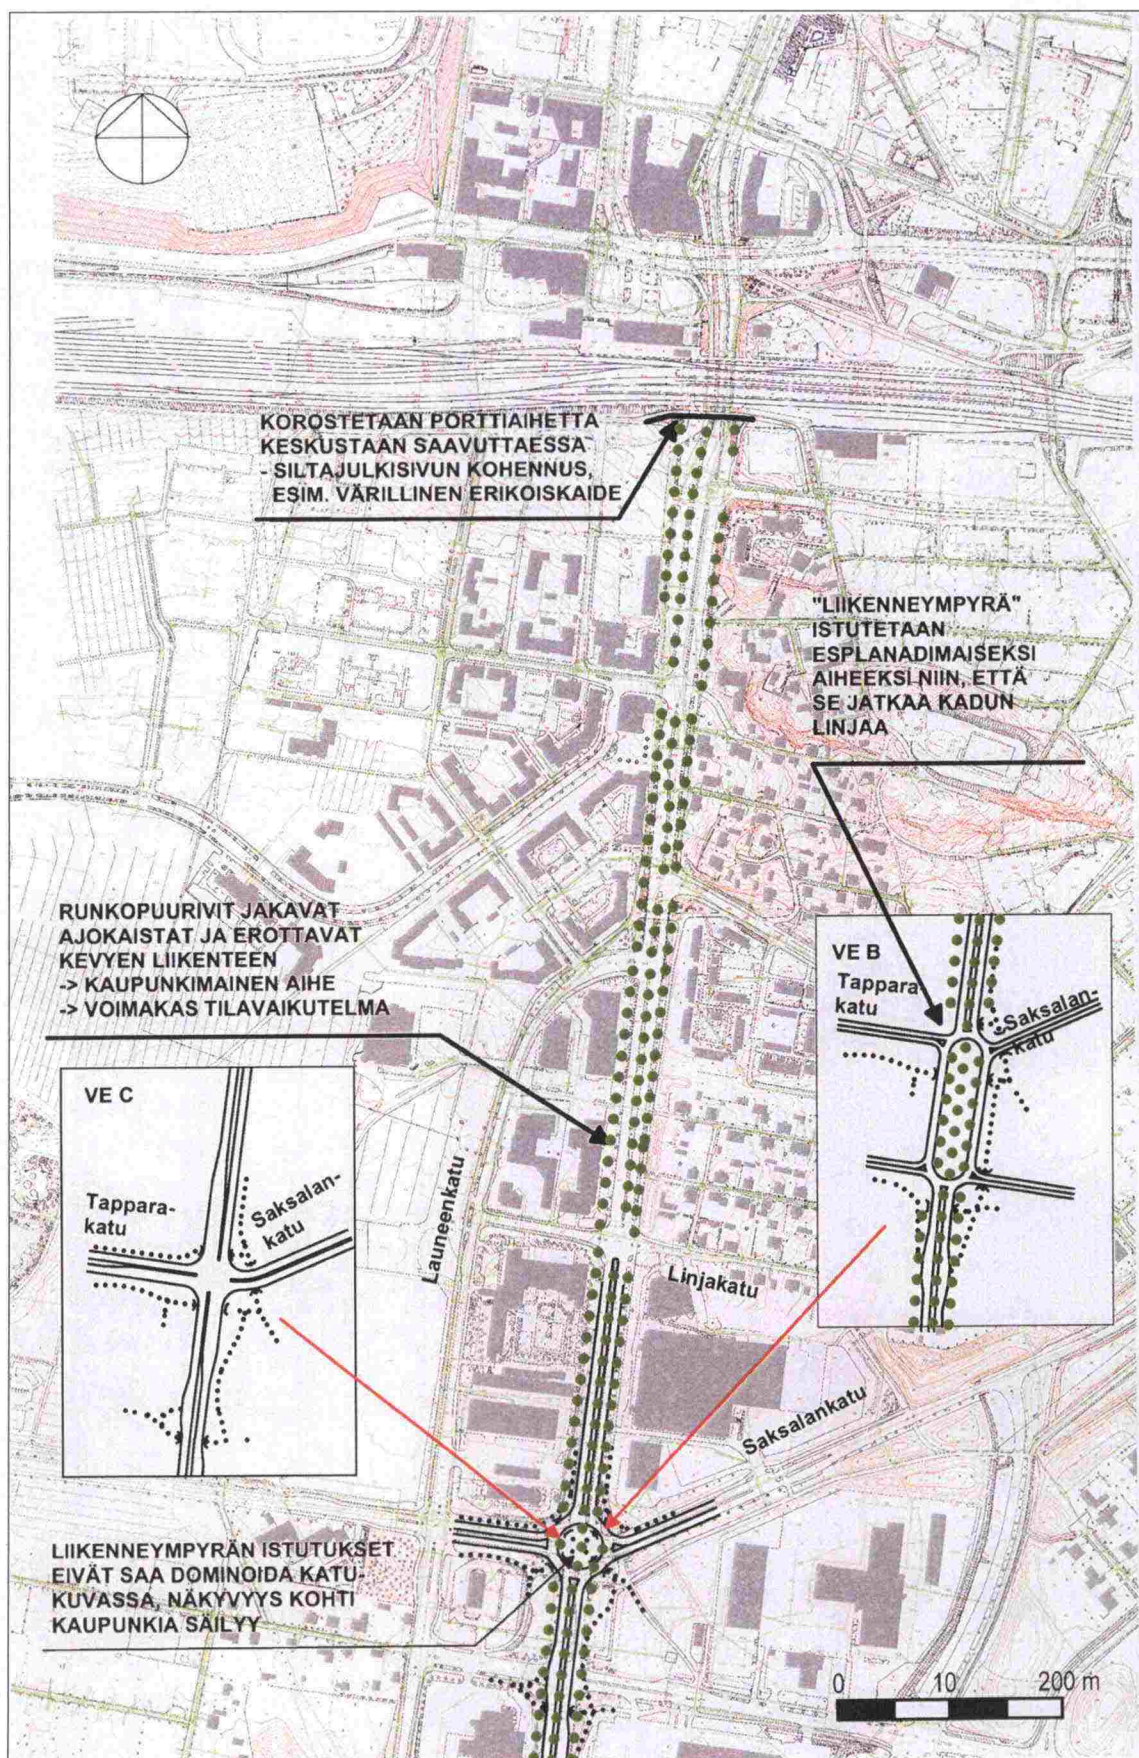 KOROSTETAAN PORTTIAIHETTA
KESKUSTAAN SAAVUTTAESSA
- SILTAJULKISIVUN KOHENNUS,
ESIM. VÄRILLINEN ERIKOISKAIDE
"LIIKENNEYMPYRÄ"
ISTUTETAAN
ESPLANADIMAISEKSI
AIHEEKSI NIIN, ETTÄ
SE JATKAA KADUN
LINJAA
RUNKOPUURIVIT JAKAVAT
AJOKAISTAT JA EROTTAVAT
KEVYEN LIIKENTEEN
-> KAUPUNKIMAINEN AIHE
-> VOIMAKAS TILAVAIKUTELMA
VE B
Tappara-
katu
Saksalan-
katu
VE C
Tappara-
katu
Saksalan-
katu
Launeenkatu
Linjakatu
Saksalankatu
LIIKENNEYMPYRÄN ISTUTUKSET
EIVÄT SAA DOMINOIDA KATU-
KUVASSA, NÄKYVYYS KOHTI
KAUPUNKIA SÄILYY
0 10 200 m